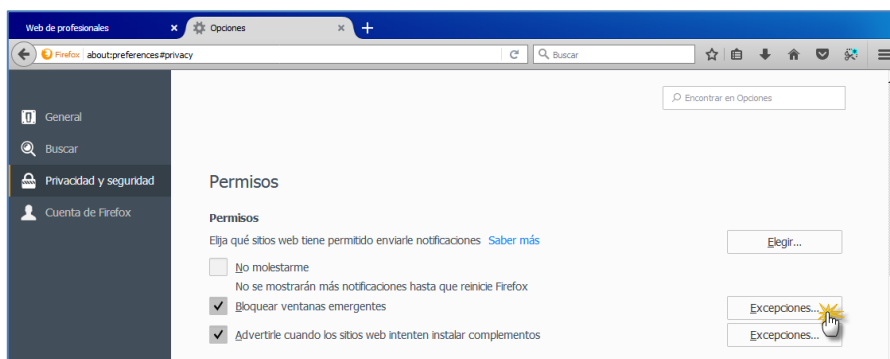 Web de profesionales
Opciones
Firefox about:preferences#privacy
Buscar
Encontrar en Opciones
General
Buscar
Privacidad y seguridad
Cuenta de Firefox
Permisos
Permisos
Elija qué sitios web tiene permitido enviarle notificaciones Saber más
Elegir...
No molestarme
No se mostrarán más notificaciones hasta que reinicie Firefox
Bloquear ventanas emergentes
Excepciones...
Advertirle cuando los sitios web intenten instalar complementos
Excepciones...